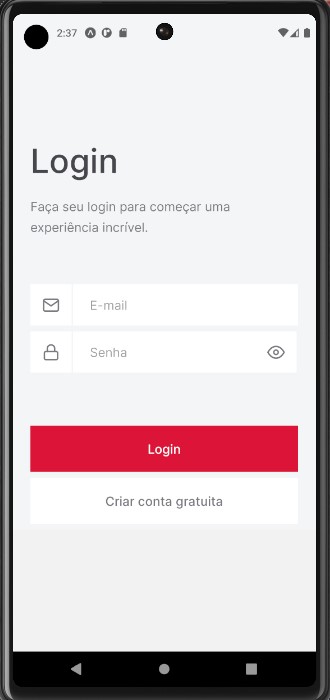 2:37
Login
Faça seu login para começar uma
experiência incrível.
E-mail
Senha
Login
Criar conta gratuita